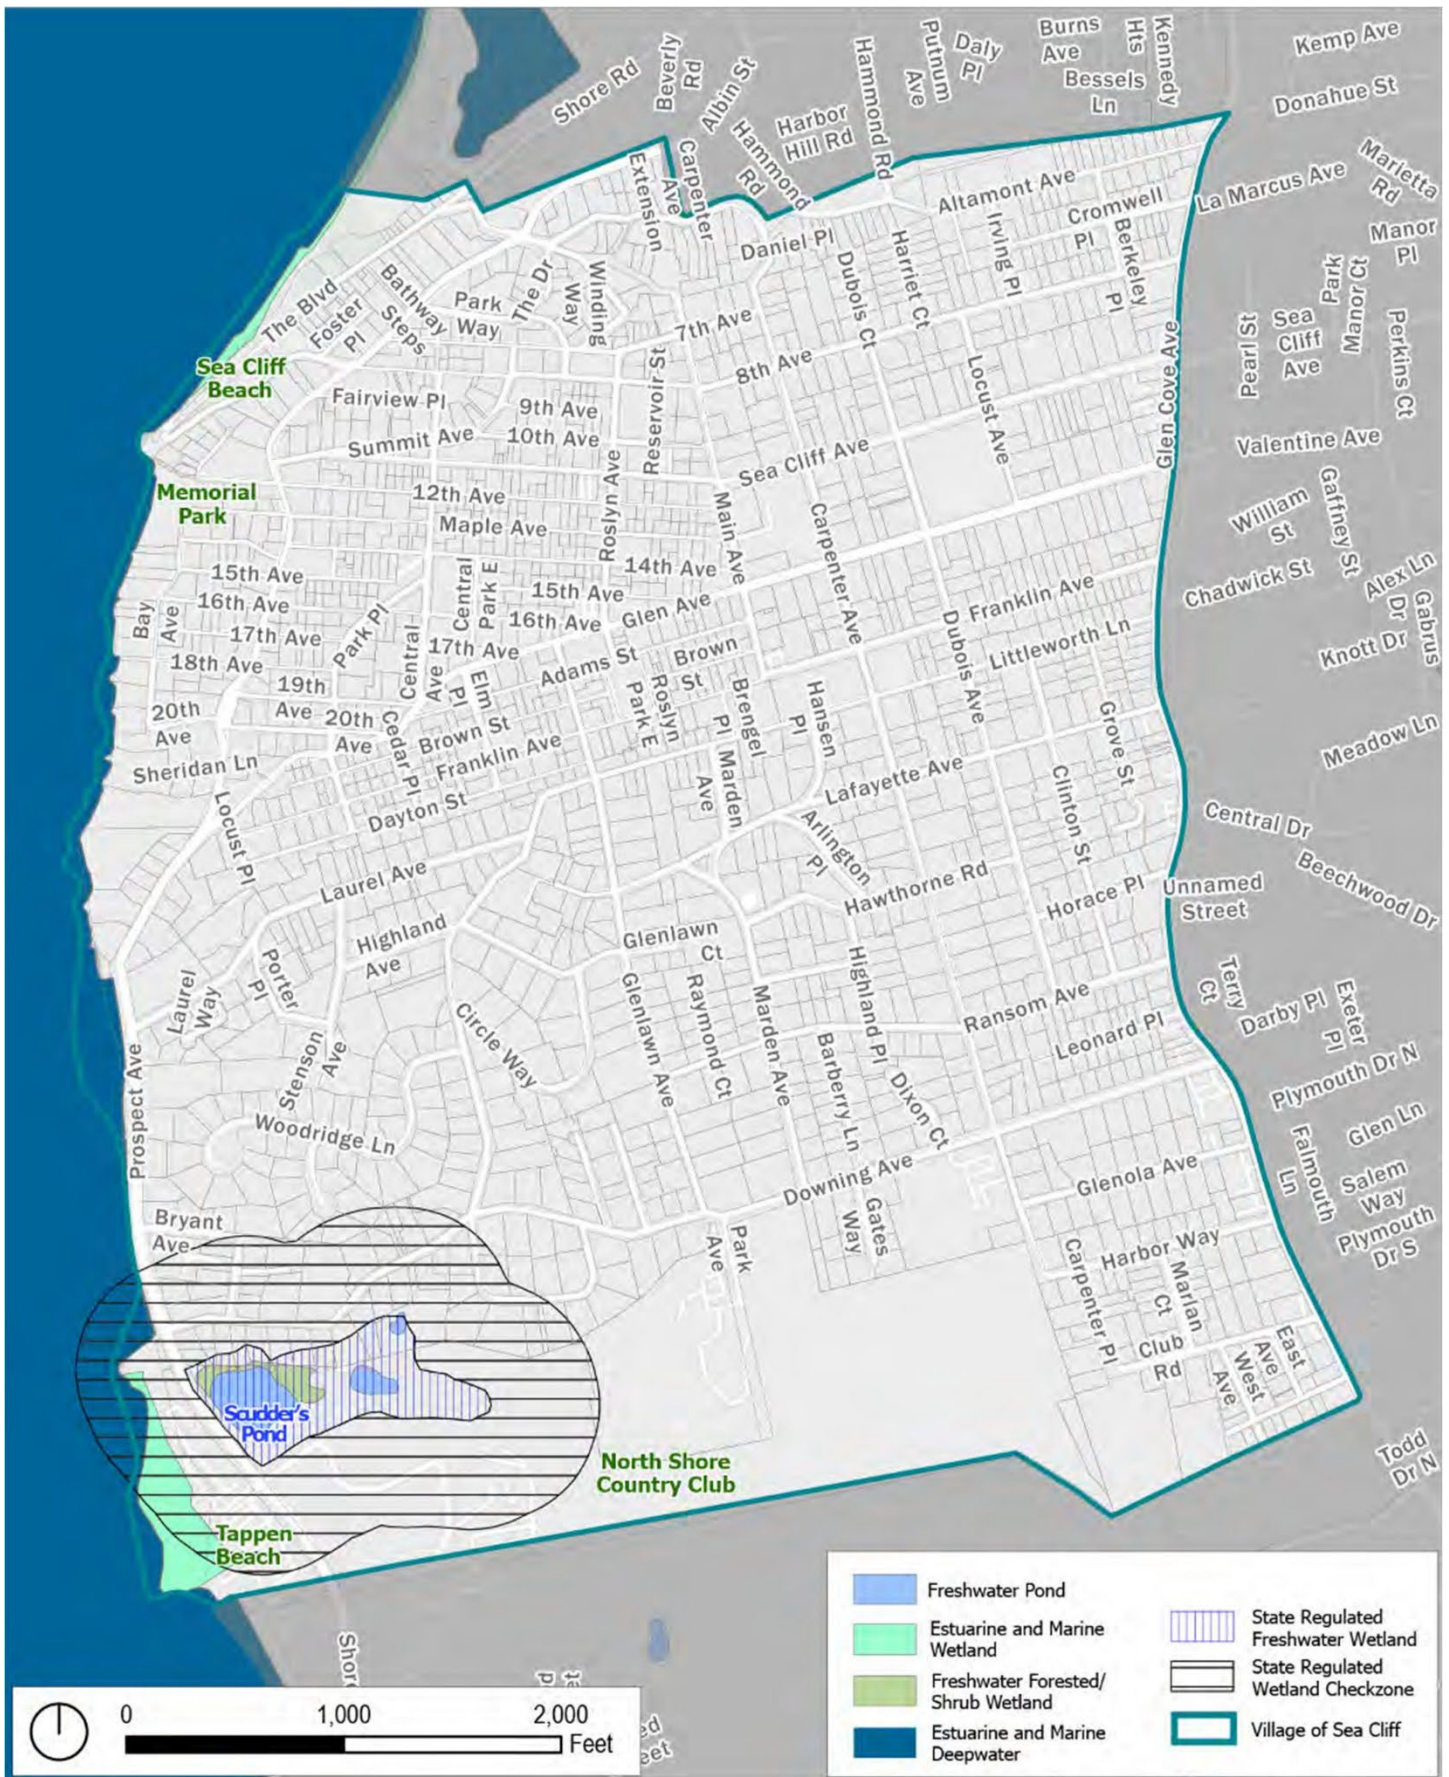 Kemp Ave
Burns
Ave
Hts
Kennedy
Putnum
Ave
Daly
Pl
Bessels
Ln
Donahue St
Shore Rd
Beverly
Rd
Albin St
Hammond Rd
Harbor
Hill Rd
Hammond
Rd
Carpenter
Ave
Extension
Altamont Ave
La Marcus Ave
Marietta
Rd
Cromwell
Pl
Manor
Pl
Irving Pl
Berkeley
Pl
Daniel Pl
Dubois Ct
Harriet Ct
Park
Manor Ct
The Blvd
Foster
Pl
Bathway
Steps
Park
Way
The Dr
Winding
Way
7th Ave
8th Ave
Locust Ave
Glen Cove Ave
Pearl St
Sea
Cliff
Ave
Perkins Ct
Sea Cliff
Beach
Fairview Pl
9th Ave
Reservoir St
Summit Ave
10th Ave
Sea Cliff Ave
Valentine Ave
Memorial
Park
12th Ave
Maple Ave
Roslyn Ave
Main Ave
Carpenter Ave
William
St
Gaffney St
14th Ave
15th Ave
Central
Park E
15th Ave
Chadwick St
Alex Ln
Dr
Gabrus
Bay
Ave
16th Ave
Park Pl
16th Ave
Glen Ave
Franklin Ave
17th Ave
Central
Ave
17th Ave
Adams St
Brown
St
Dubois Ave
Littleworth Ln
Knott Dr
18th Ave
19th
Ave
Elm
Pl
Roslyn
Park E
Brengel
Pl
Hansen
Pl
Grove St
20th
Ave
20th
Ave
Cedar Pl
Brown St
Franklin Ave
Marden
Ave
Meadow Ln
Sheridan Ln
Locust Pl
Dayton St
Lafayette Ave
Clinton St
Arlington
Pl
Central Dr
Laurel Ave
Hawthorne Rd
Horace Pl
Unnamed
Street
Beechwood Dr
Highland
Ave
Glenlawn
Ct
Porter
Pl
Laurel
Way
Raymond Ct
Highland Pl
Ransom Ave
Leonard Pl
Terry
Ct
Darby Pl
Exeter
Pl
Circle Way
Glenlawn Ave
Marden Ave
Barberry Ln
Dixon Ct
Stenson
Ave
Prospect Ave
Woodridge Ln
Plymouth Dr N
Glen Ln
Falmouth
Ln
Salem
Way
Plymouth
Dr S
Downing Ave
Glenola Ave
Bryant
Ave
Park
Ave
Gates
Way
Carpenter Pl
Harbor Way
Marlan
Ct
Club
Rd
East
Ave
West
Ave
Scudder's
Pond
North Shore
Country Club
Todd
Dr N
Tappen
Beach
Shore
0 1,000 2,000
Feet
Freshwater Pond
Estuarine and Marine
Wetland
Freshwater Forested/
Shrub Wetland
Estuarine and Marine
Deepwater
State Regulated
Freshwater Wetland
State Regulated
Wetland Checkzone
Village of Sea Cliff